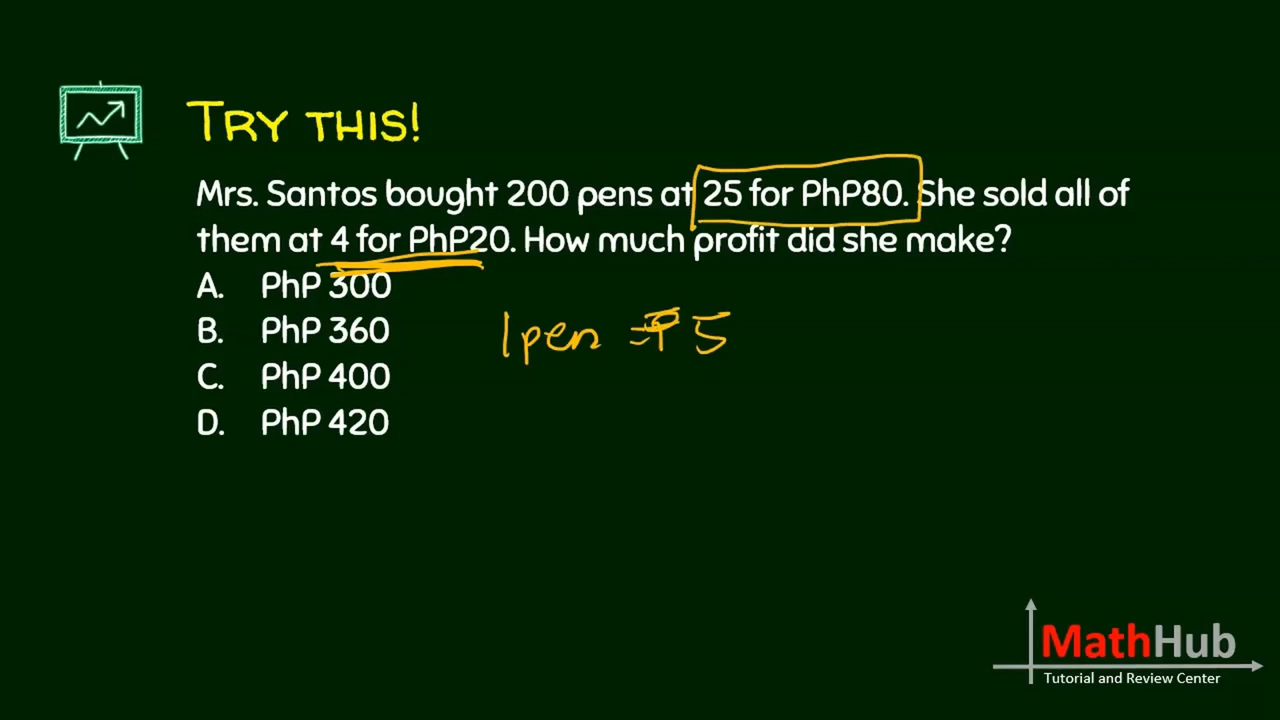 TRY THIS!
Mrs. Santos bought 200 pens at 25 for PhP80. She sold all of
them at 4 for PhP20. How much profit did she make?
A. PhP 300
B. PhP 360
C. PhP 400
D. PhP 420
1 pen = ₱ 5
MathHub
Tutorial and Review Center